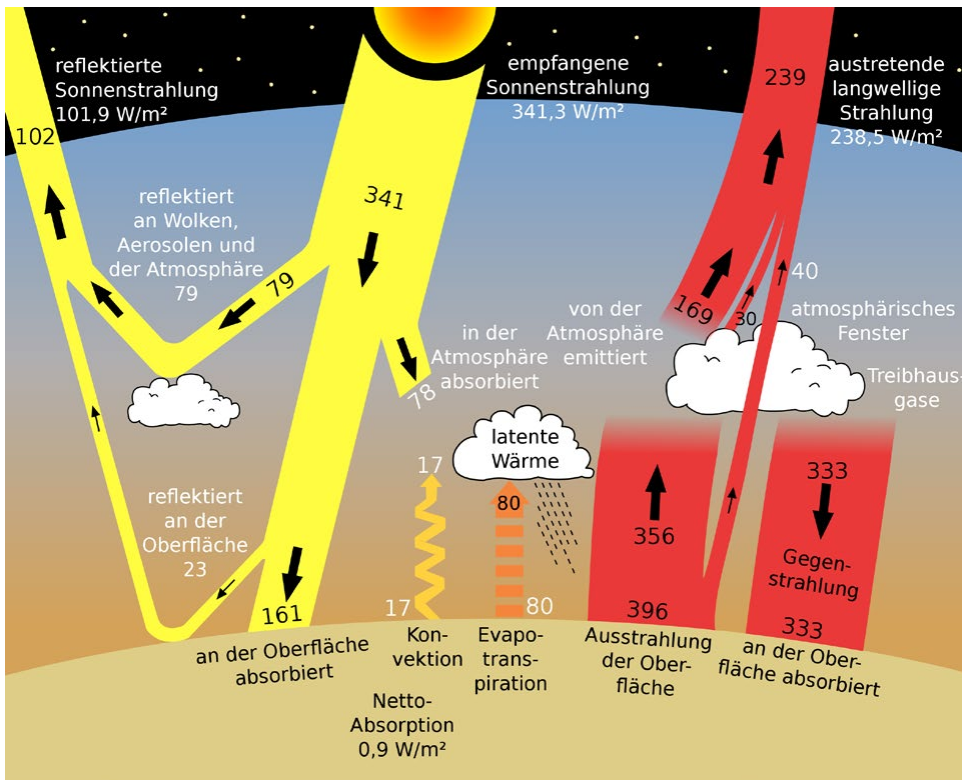 reflektierte
Sonnenstrahlung
101,9 W/m²
102
empfangene
Sonnenstrahlung
341,3 W/m²
239
austretende
langwellige
Strahlung
238,5 W/m²
341
reflektiert
an Wolken,
Aerosolen und
der Atmosphäre
79
79
in der
Atmosphäre
absorbiert
78
von der
Atmosphäre
emittiert
169
30
40
atmosphärisches
Fenster
Treibhaus-
gase
latente
Wärme
17
80
reflektiert
an der
Oberfläche
23
356
333
Gegen-
strahlung
161
17
80
396
333
an der Oberfläche
absorbiert
Kon-
vektion
Evapo-
trans-
piration
Ausstrahlung
der Ober-
fläche
an der Ober-
fläche absorbiert
Netto-
Absorption
0,9 W/m²